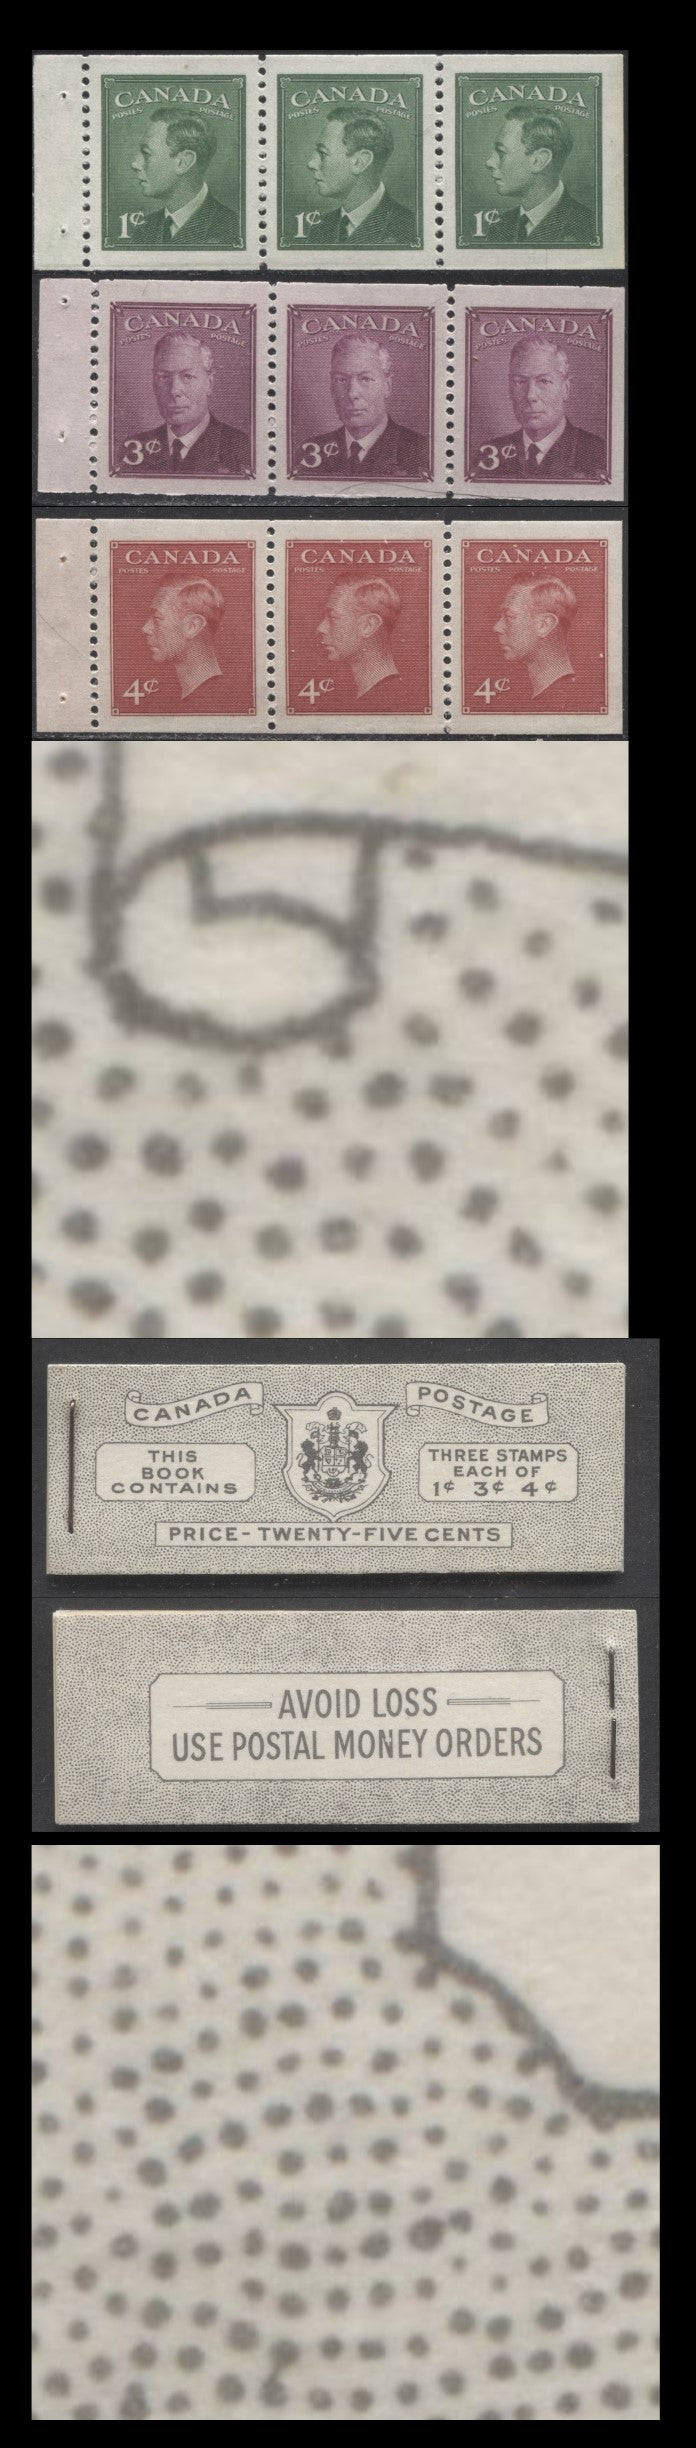 CANADA CANADA CANADA
POSTES POSTAGE POSTES POSTAGE POSTES POSTAGE
1¢ 1¢ 1¢
CANADA CANADA CANADA
POSTES POSTAGE POSTES POSTAGE POSTES POSTAGE
3¢ 3¢ 3¢
CANADA CANADA CANADA
POSTES POSTAGE POSTES POSTAGE POSTES POSTAGE
4¢ 4¢ 4¢
CANADA POSTAGE
THIS
BOOK
CONTAINS
THREE STAMPS
EACH OF
1¢ 3¢ 4¢
PRICE-TWENTY-FIVE CENTS
AVOID LOSS
USE POSTAL MONEY ORDERS